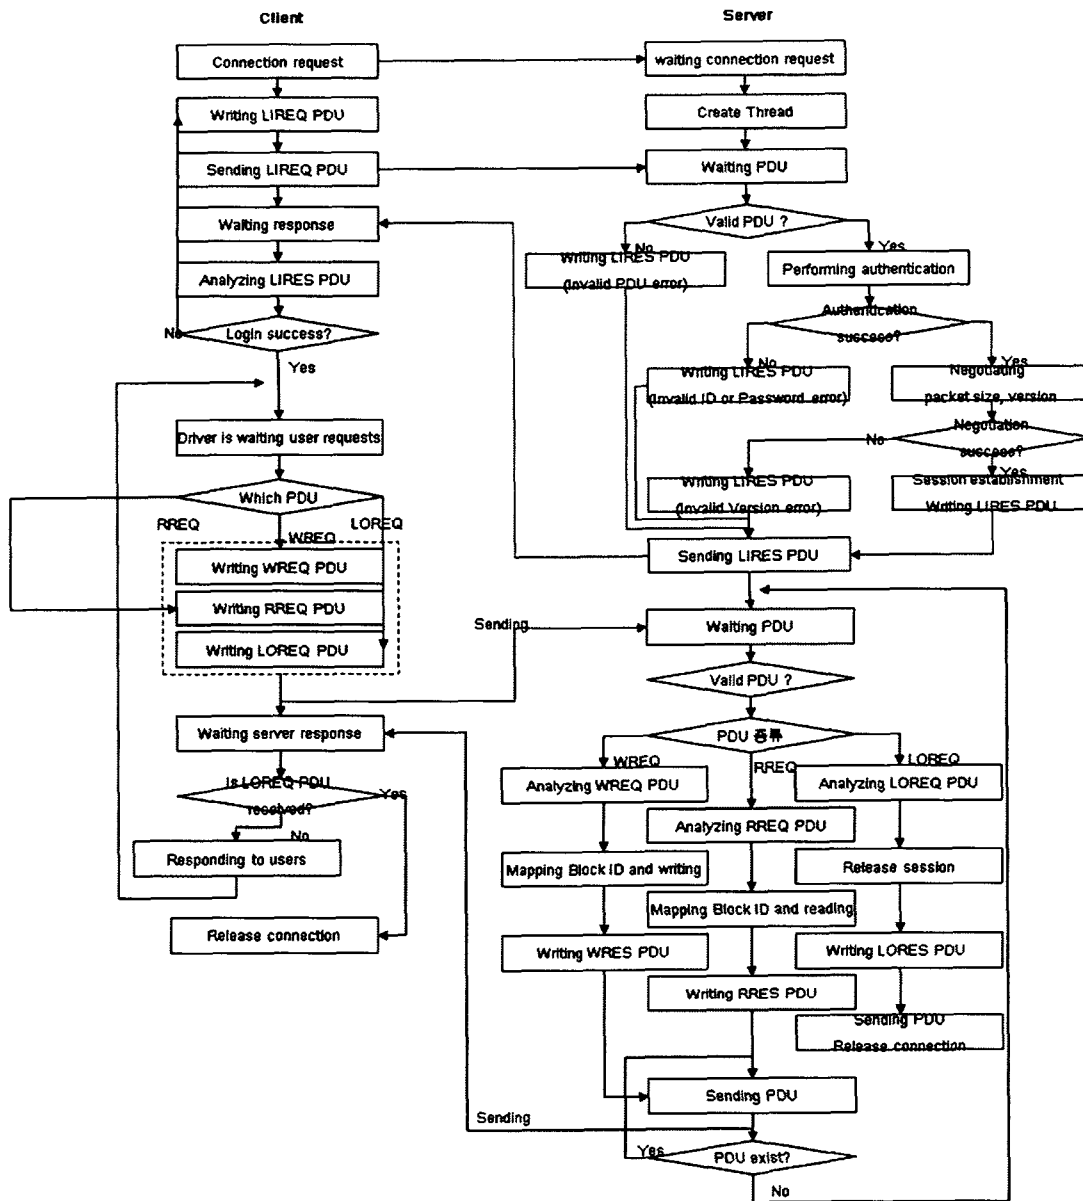 Client
Server
Connection request
waiting connection request
Writing LIREQ PDU
Create Thread
Sending LIREQ PDU
Waiting PDU
Waiting response
Valid PDU ?
No
Yes
Analyzing LIRES PDU
Writing LIRES PDU
(Invalid PDU error)
Performing authentication
No
Login success?
Yes
Authentication
success?
No
Yes
Writing LIRES PDU
(Invalid ID or Password error)
Negotiating
packet size, version
Driver is waiting user requests
No
Negotiation
success?
Yes
Which PDU
RREQ
WREQ
LOREQ
Writing LIRES PDU
(Invalid Version error)
Session establishment
Writing LIRES PDU
Writing WREQ PDU
Sending LIRES PDU
Writing RREQ PDU
Writing LOREQ PDU
Sending
Waiting PDU
Valid PDU ?
Waiting server response
PDU 종류
WREQ
RREQ
LOREQ
Is LOREQ PDU
received?
Yes
No
Analyzing WREQ PDU
Analyzing LOREQ PDU
Analyzing RREQ PDU
Responding to users
Mapping Block ID and writing
Release session
Mapping Block ID and reading
Release connection
Writing WRES PDU
Writing LORES PDU
Writing RRES PDU
Sending PDU
Release connection
Sending PDU
Sending
Yes
PDU exist?
No